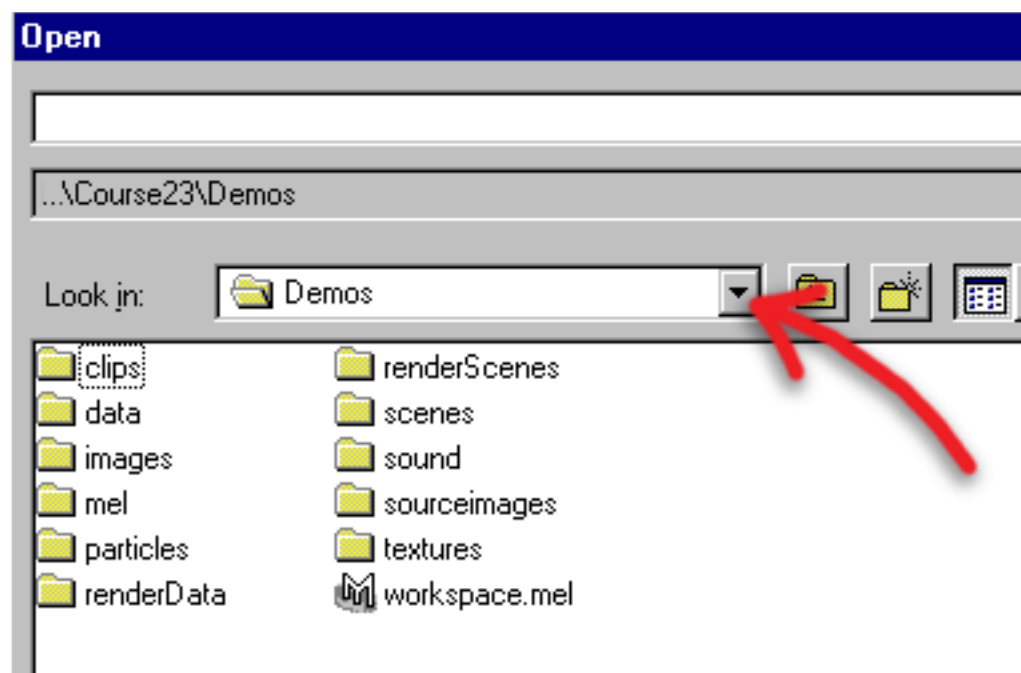 Open
...\Course23\Demos
Look in:
Demos
clips
data
images
mel
particles
renderData
renderScenes
scenes
sound
sourceimages
textures
workspace.mel